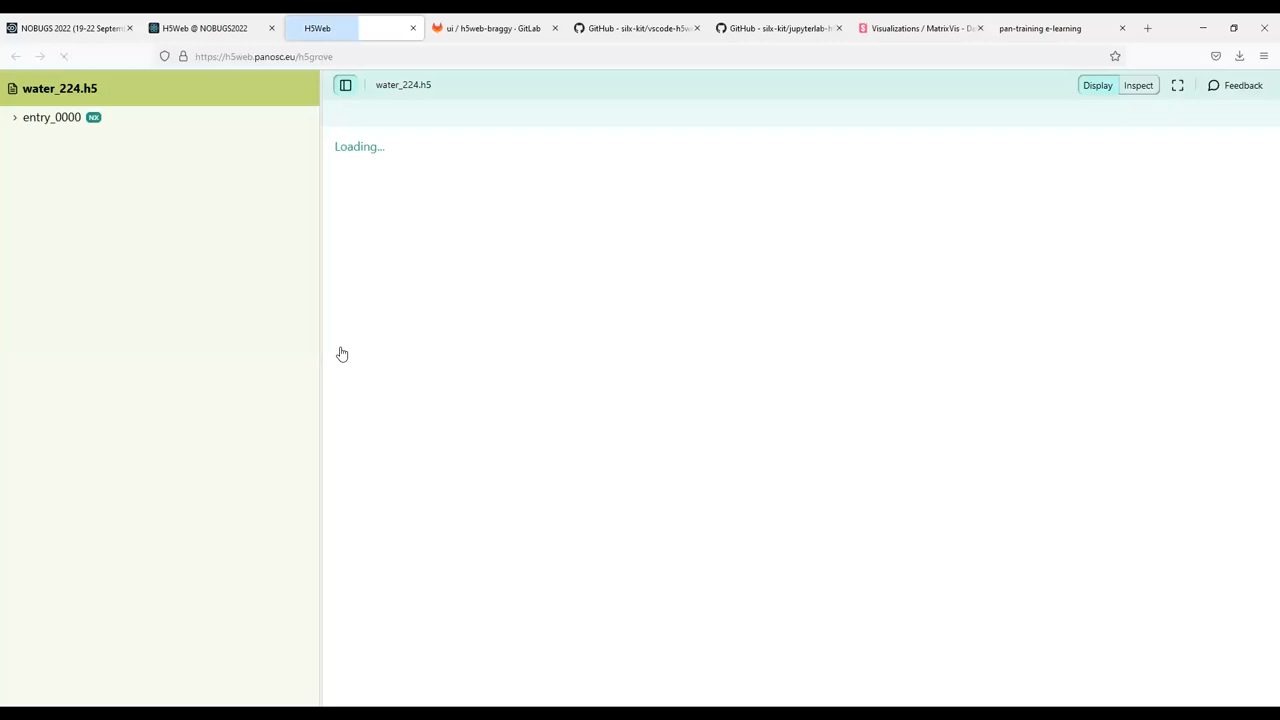 NOBUGS 2022 (19-22 Septem
H5Web @ NOBUGS2022
H5Web
ui / h5web-braggy · GitLab
GitHub - silx-kit/vscode-h5w
GitHub - silx-kit/jupyterlab-h
Visualizations / MatrixVis - D
pan-training e-learning
https://h5web.panosc.eu/h5grove
water_224.h5
entry_0000 NX
water_224.h5
Display
Inspect
Feedback
Loading...